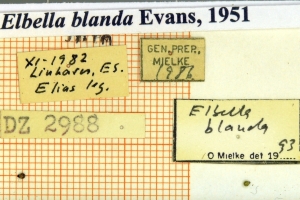 Elbella blanda Evans, 1951
XI-1982
Linhares, ES.
Elias leg.
GEN. PREP.
MIELKE
1986
DZ 2988
Elbella
blanda
93
O Mielke det 19